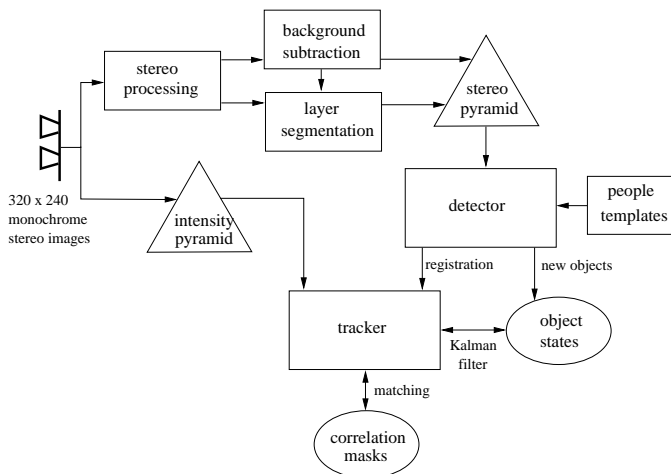 background
subtraction
stereo
processing
layer
segmentation
stereo
pyramid
320 x 240
monochrome
stereo images
intensity
pyramid
detector
people
templates
registration
new objects
tracker
Kalman
filter
object
states
matching
correlation
masks